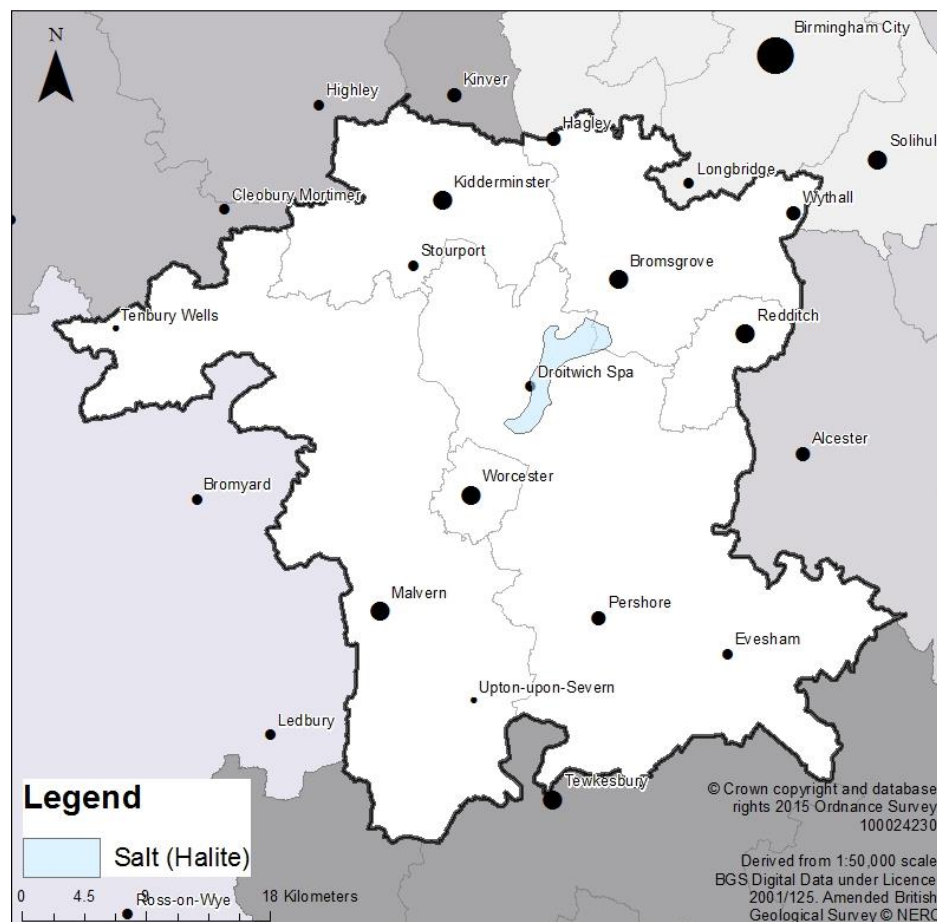 Birmingham City
N
Kinver
Highley
Hagley
Solihul
Longbridge
Kidderminster
Wythall
Cleobury Mortimer
Stourport
Bromsgrove
Tenbury Wells
Redditch
Droitwich Spa
Alcester
Worcester
Bromyard
Malvern
Pershore
Evesham
Upton-upon-Severn
Ledbury
Tewkesbury
Legend
Salt (Halite)
0 4.5 9 18 Kilometers
Ross-on-Wye
© Crown copyright and database
rights 2015 Ordnance Survey
100024230
Derived from 1:50,000 scale
BGS Digital Data under Licence
2001/125. Amended British
Geological Survey © NERC